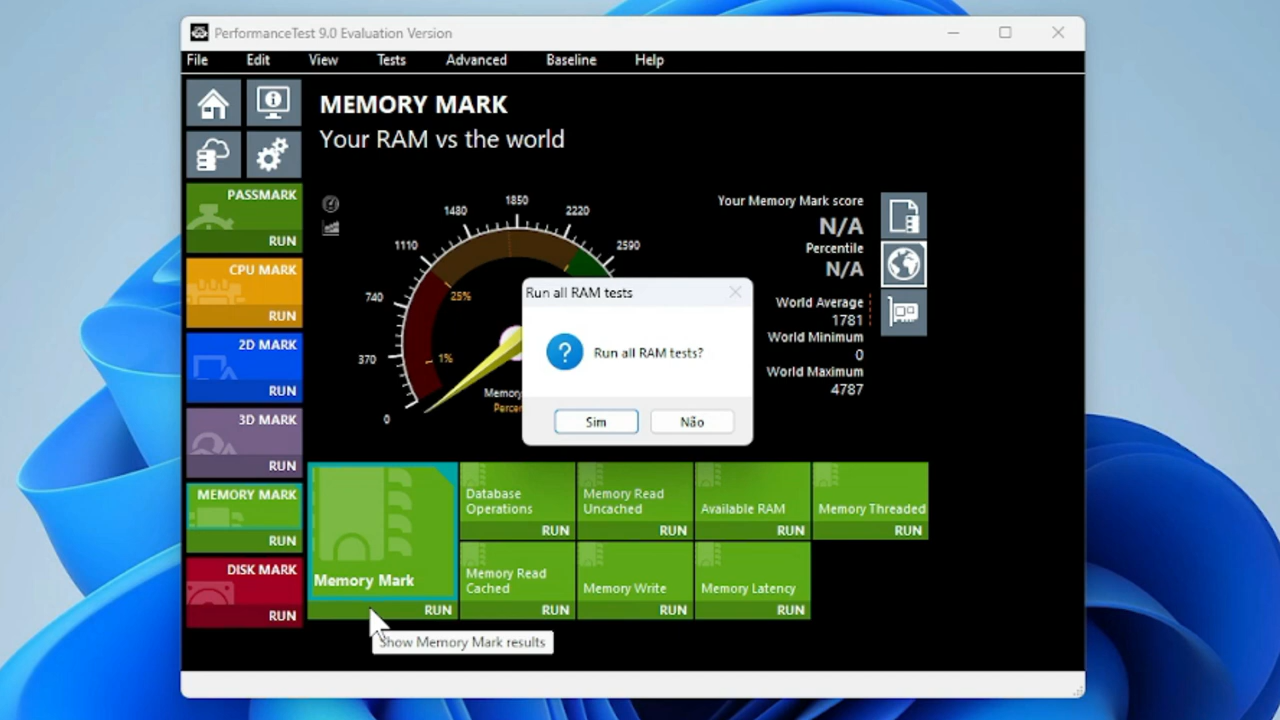 PerformanceTest 9.0 Evaluation Version
File Edit View Tests Advanced Baseline Help
MEMORY MARK
Your RAM vs the world
PASSMARK
RUN
CPU MARK
RUN
2D MARK
RUN
3D MARK
RUN
MEMORY MARK
RUN
DISK MARK
RUN
0
370
740
1110
1480
1850
2220
2590
1%
25%
Your Memory Mark score
N/A
Percentile
N/A
World Average
1781
World Minimum
0
World Maximum
4787
Run all RAM tests
Run all RAM tests?
Sim Não
Memory Mark
RUN
Database
Operations
RUN
Memory Read
Uncached
RUN
Available RAM
RUN
Memory Threaded
RUN
Memory Read
Cached
RUN
Memory Write
RUN
Memory Latency
RUN
Show Memory Mark results